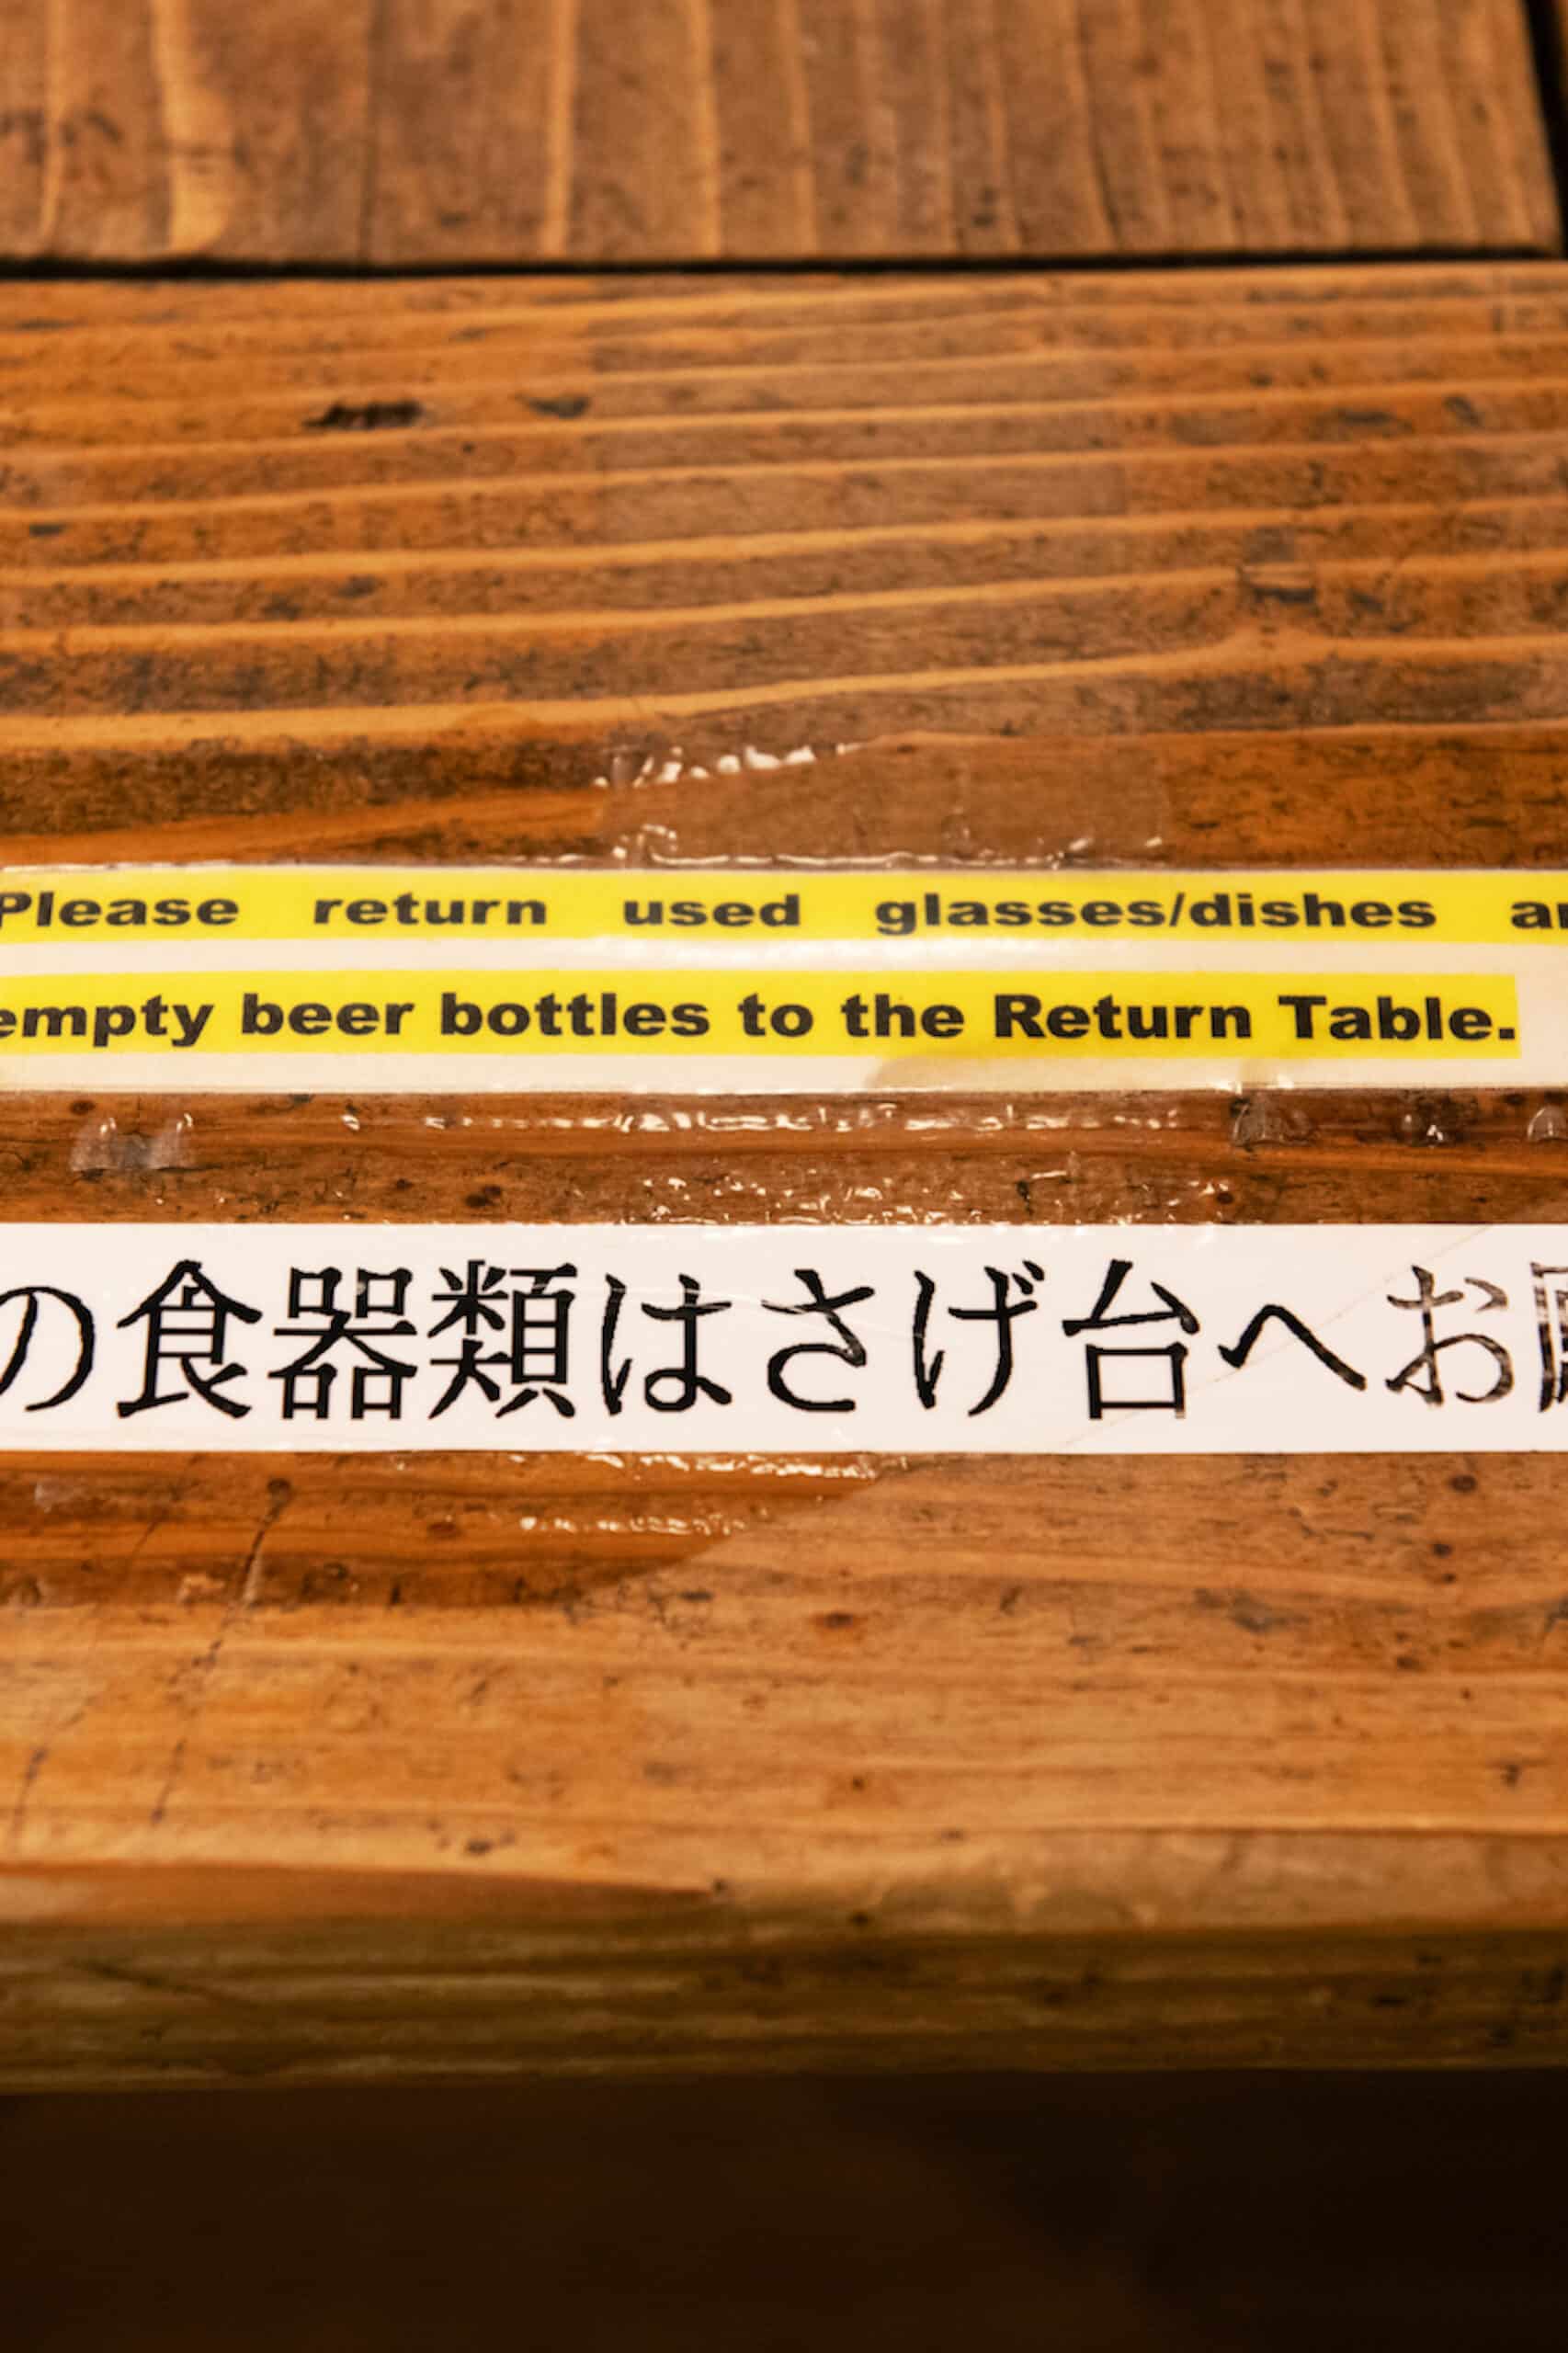 Please return used glasses/dishes
empty beer bottles to the Return Table.
の食器類はさげ台へお